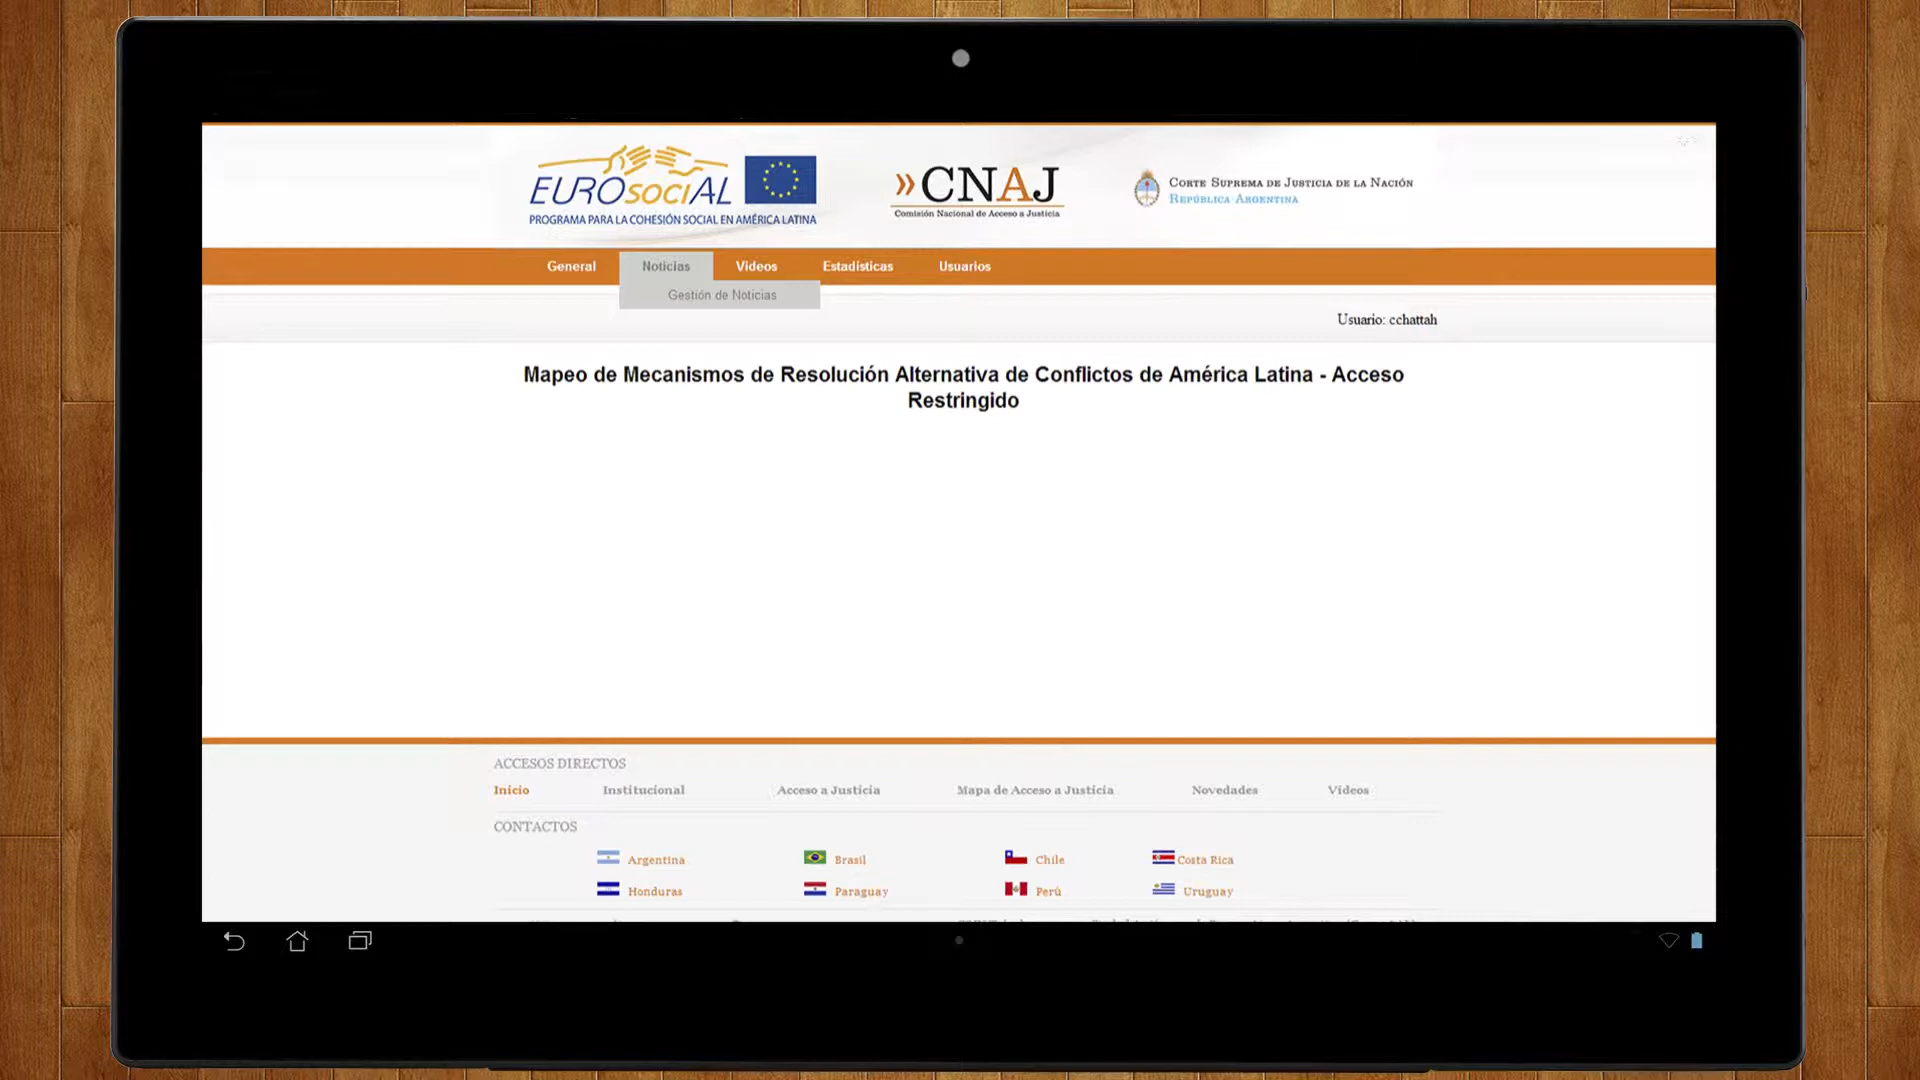 EUROsociAL
PROGRAMA PARA LA COHESIÓN SOCIAL EN AMÉRICA LATINA
CNAJ
Comisión Nacional de Acceso a Justicia
CORTE SUPREMA DE JUSTICIA DE LA NACIÓN
REPÚBLICA ARGENTINA
General Noticias Videos Estadísticas Usuarios
Gestión de Noticias
Usuario: cchattah
Mapeo de Mecanismos de Resolución Alternativa de Conflictos de América Latina - Acceso
Restringido
ACCESOS DIRECTOS
Inicio Institucional Acceso a Justicia Mapa de Acceso a Justicia Novedades Videos
CONTACTOS
Argentina Brasil Chile Costa Rica
Honduras Paraguay Perú Uruguay